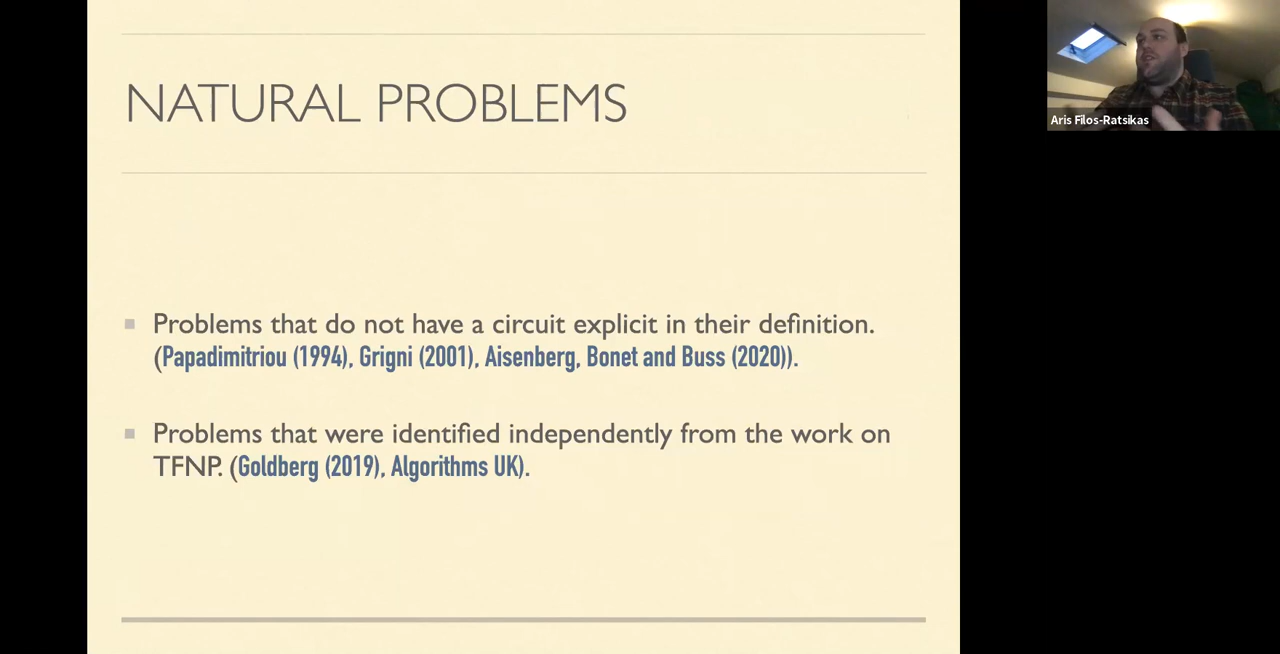 NATURAL PROBLEMS
Problems that do not have a circuit explicit in their definition.
(Papadimitriou (1994), Grigni (2001), Aisenberg, Bonet and Buss (2020)).
Problems that were identified independently from the work on
TFNP. (Goldberg (2019), Algorithms UK).
Aris Filos-Ratsikas